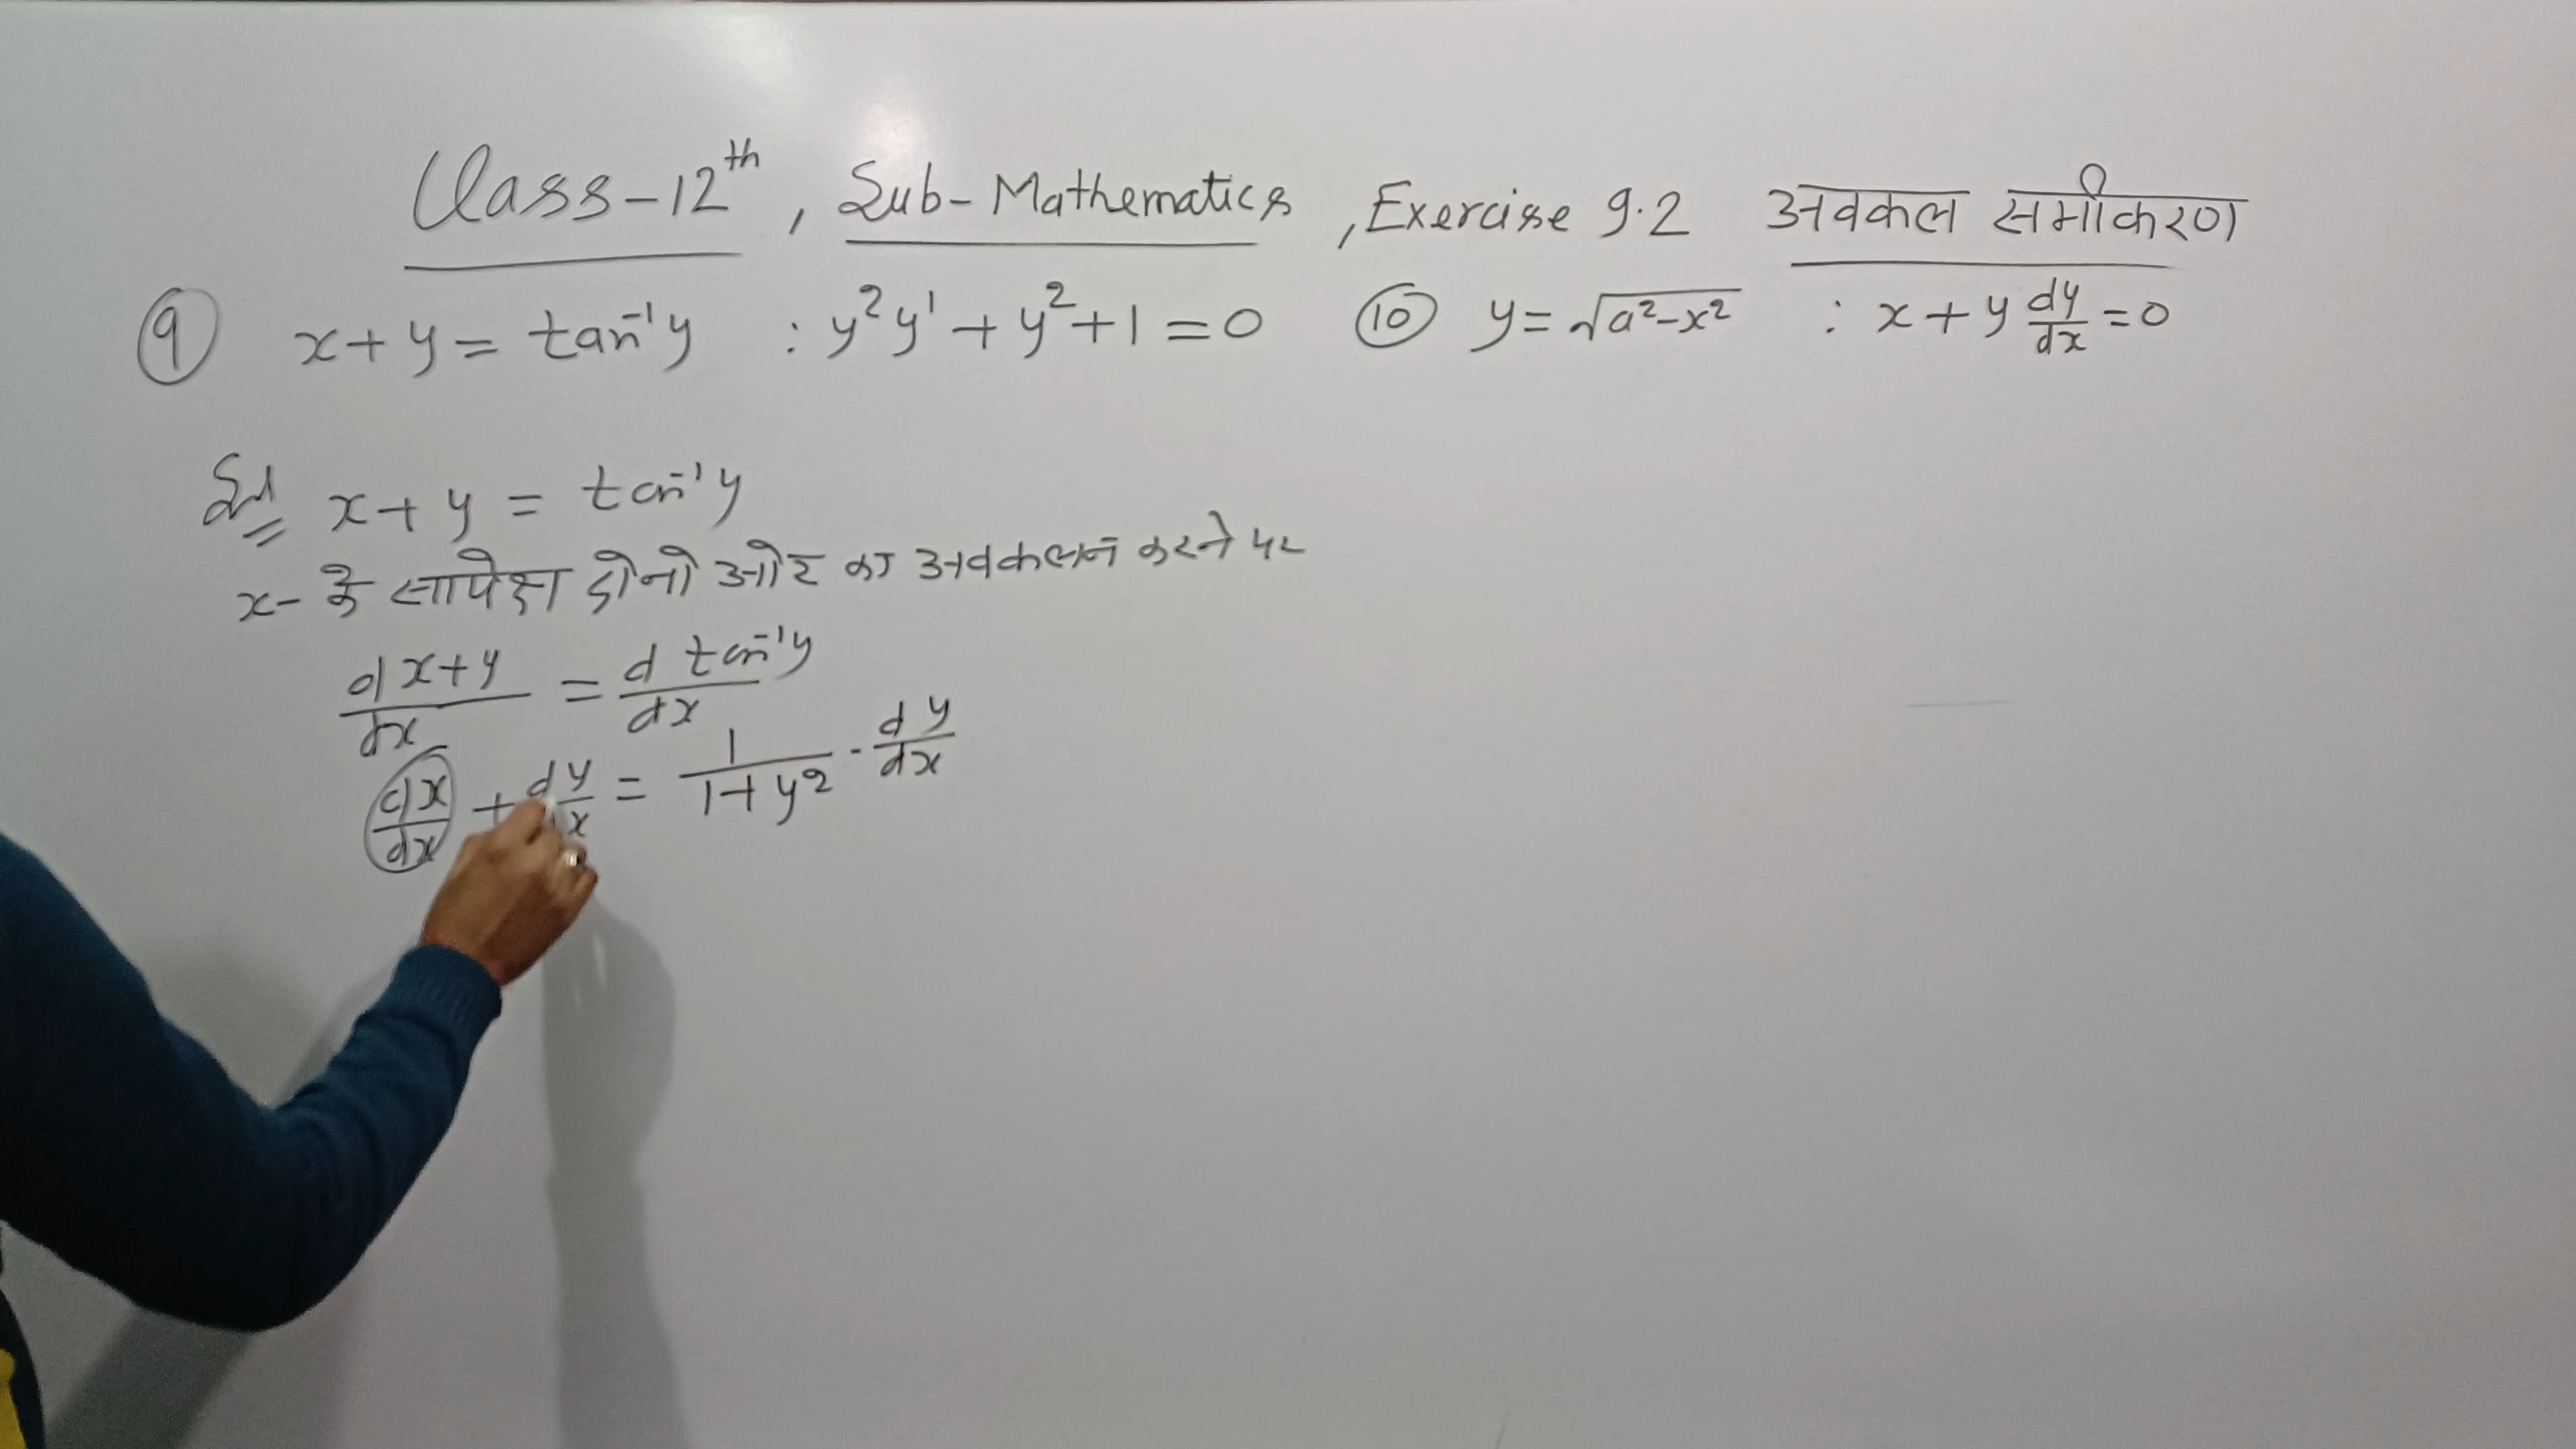 Class-12th, Sub-Mathematics, Exercise 9.2 अवकल समीकरण
⑨ x+y = tan⁻¹y : y²y' + y²+1 = 0 ⑩ y = √(a²-x²) : x + y dy/dx = 0
Sol x + y = tan⁻¹y
x- के सापेक्ष दोनो ओर का अवकलन करने पर
d x+y/dx = d tan⁻¹y/dx
dx/dx + dy/dx = 1/1+y² · dy/dx